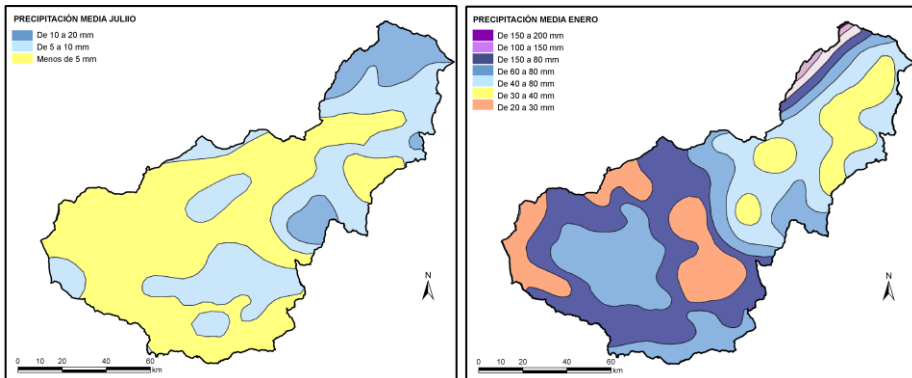 PRECIPITACIÓN MEDIA JULIIO
De 10 a 20 mm
De 5 a 10 mm
Menos de 5 mm
N
0 10 20 40 60
km
PRECIPITACIÓN MEDIA ENERO
De 150 a 200 mm
De 100 a 150 mm
De 150 a 80 mm
De 60 a 80 mm
De 40 a 80 mm
De 30 a 40 mm
De 20 a 30 mm
N
0 10 20 40 60
km